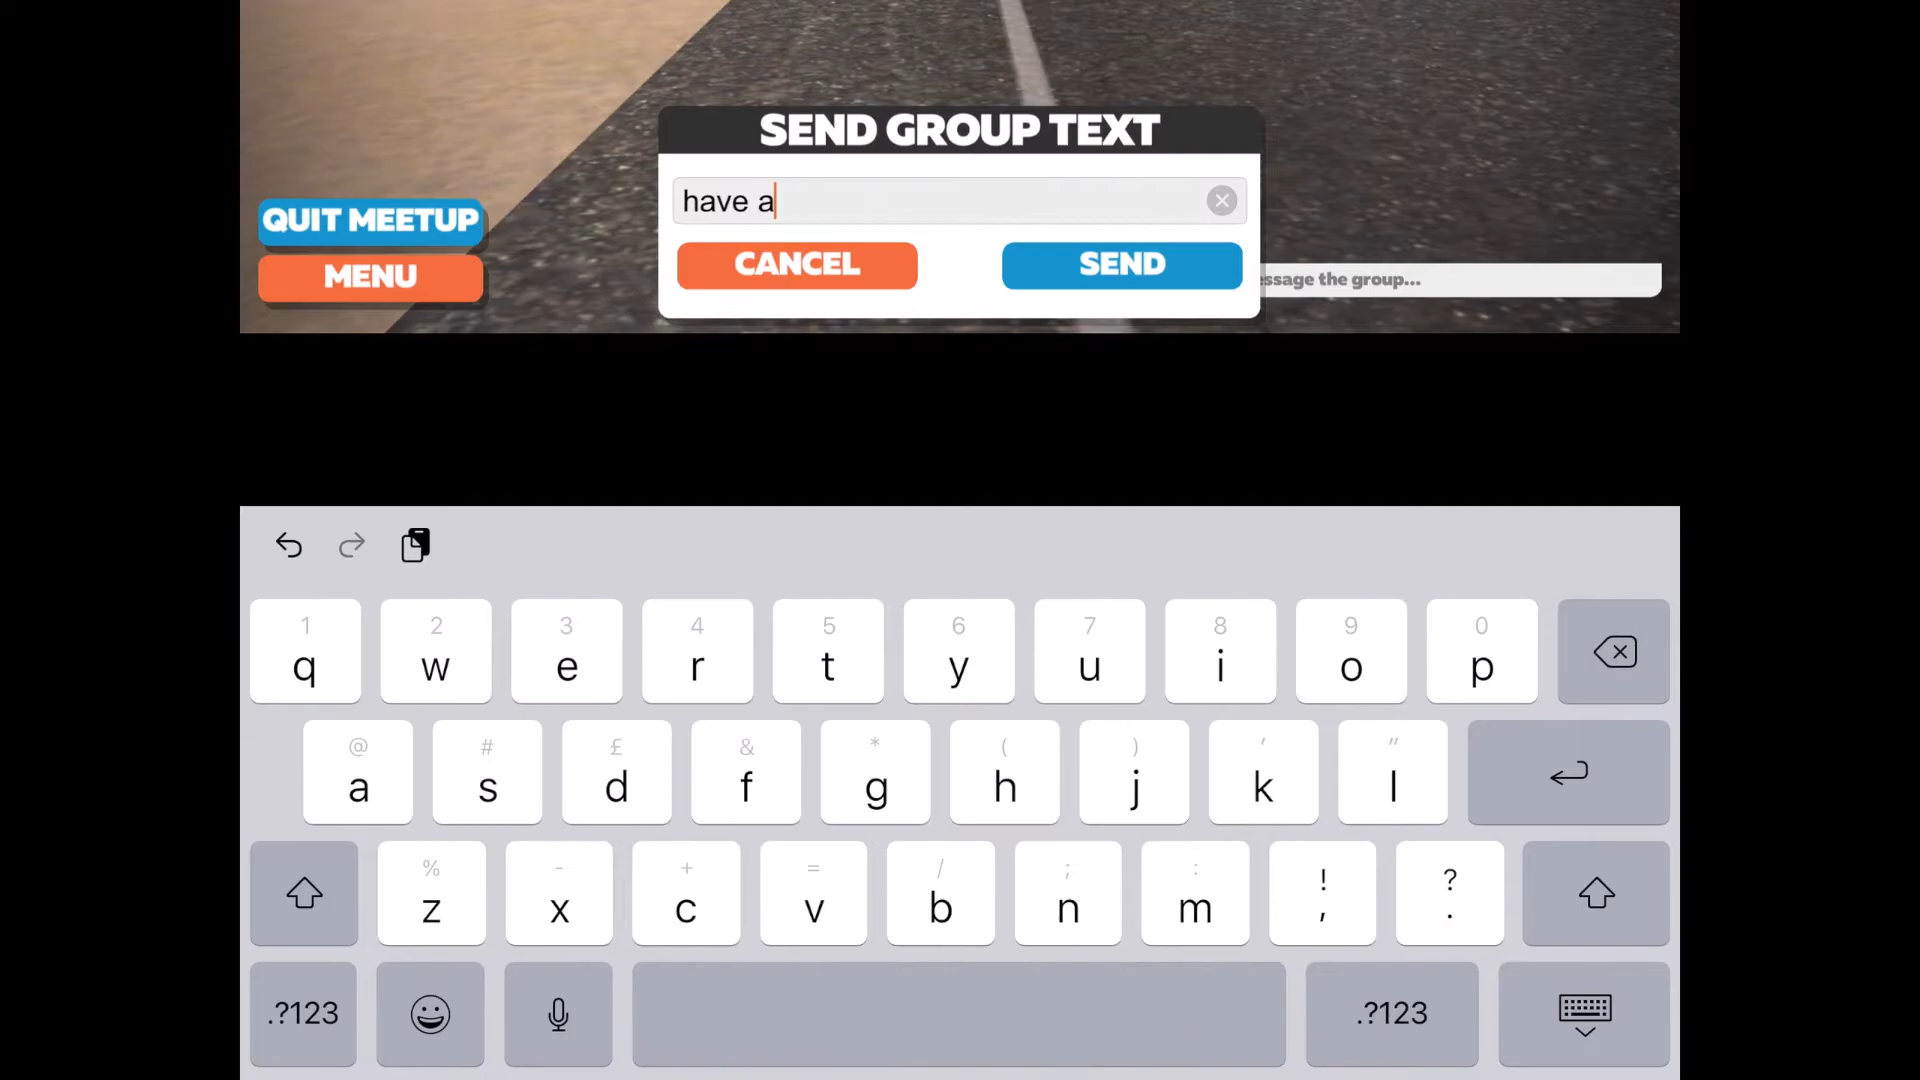 SEND GROUP TEXT
have a
QUIT MEETUP
CANCEL
SEND
MENU
essage the group...
1 2 3 4 5 6 7 8 9 0
q w e r t y u i o p
@ # £ & * ( ) ' "
a s d f g h j k l
% - + = / ; : ! ?
z x c v b n m , .
.?123
.?123